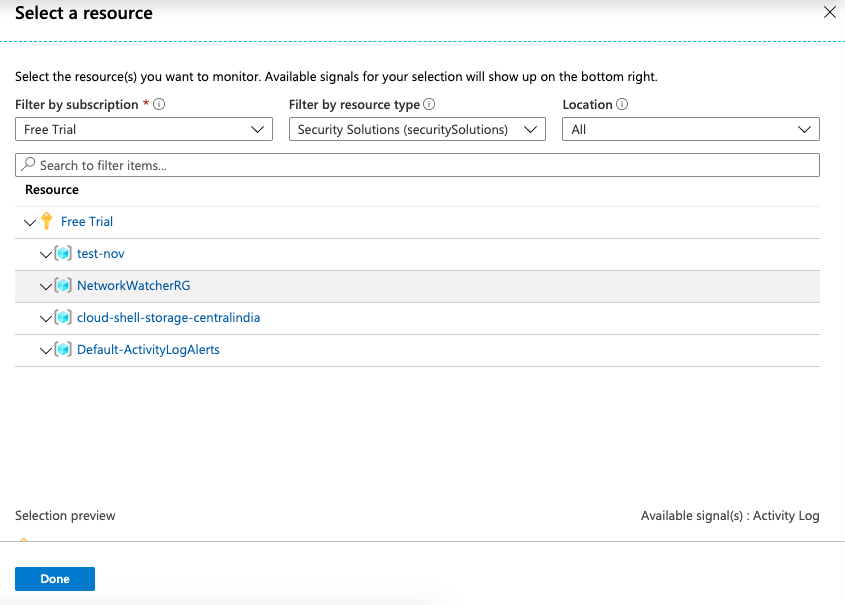 Select a resource
Select the resource(s) you want to monitor. Available signals for your selection will show up on the bottom right.
Filter by subscription * Filter by resource type Location
Free Trial Security Solutions (securitySolutions) All
Search to filter items...
Resource
Free Trial
test-nov
NetworkWatcherRG
cloud-shell-storage-centralindia
Default-ActivityLogAlerts
Selection preview Available signal(s) : Activity Log
Done